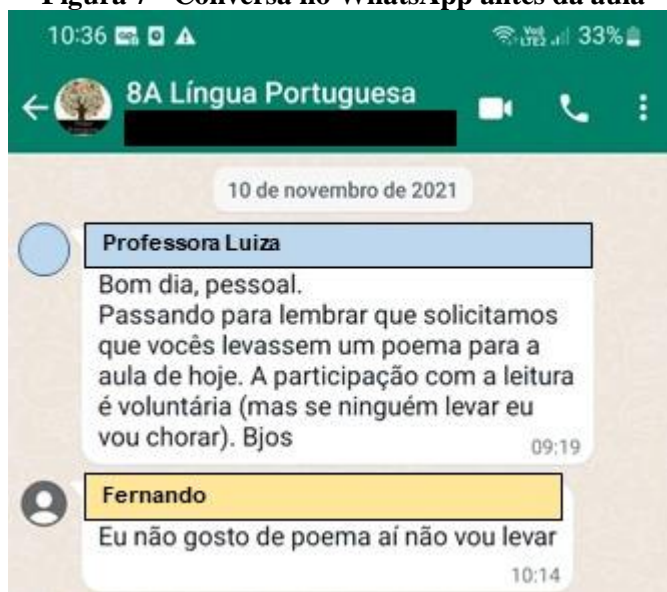 Figura 7 - Conversa no WhatsApp antes da aula
10:36 33%
8A Língua Portuguesa
10 de novembro de 2021
Professora Luiza
Bom dia, pessoal.
Passando para lembrar que solicitamos
que vocês levassem um poema para a
aula de hoje. A participação com a leitura
é voluntária (mas se ninguém levar eu
vou chorar). Bjos
09:19
Fernando
Eu não gosto de poema aí não vou levar
10:14